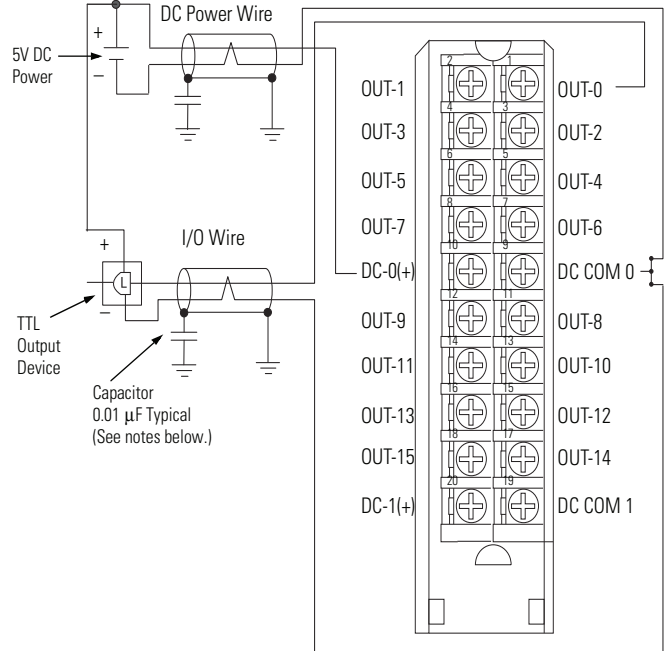 DC Power Wire
+
5V DC
Power
–
I/O Wire
+
L
–
TTL
Output
Device
Capacitor
0.01 μF Typical
(See notes below.)
2 1
OUT-1 OUT-0
4 3
OUT-3 OUT-2
6 5
OUT-5 OUT-4
8 7
OUT-7 OUT-6
10 9
DC-0(+) DC COM 0
12 11
OUT-9 OUT-8
14 13
OUT-11 OUT-10
16 15
OUT-13 OUT-12
18 17
OUT-15 OUT-14
20 19
DC-1(+) DC COM 1